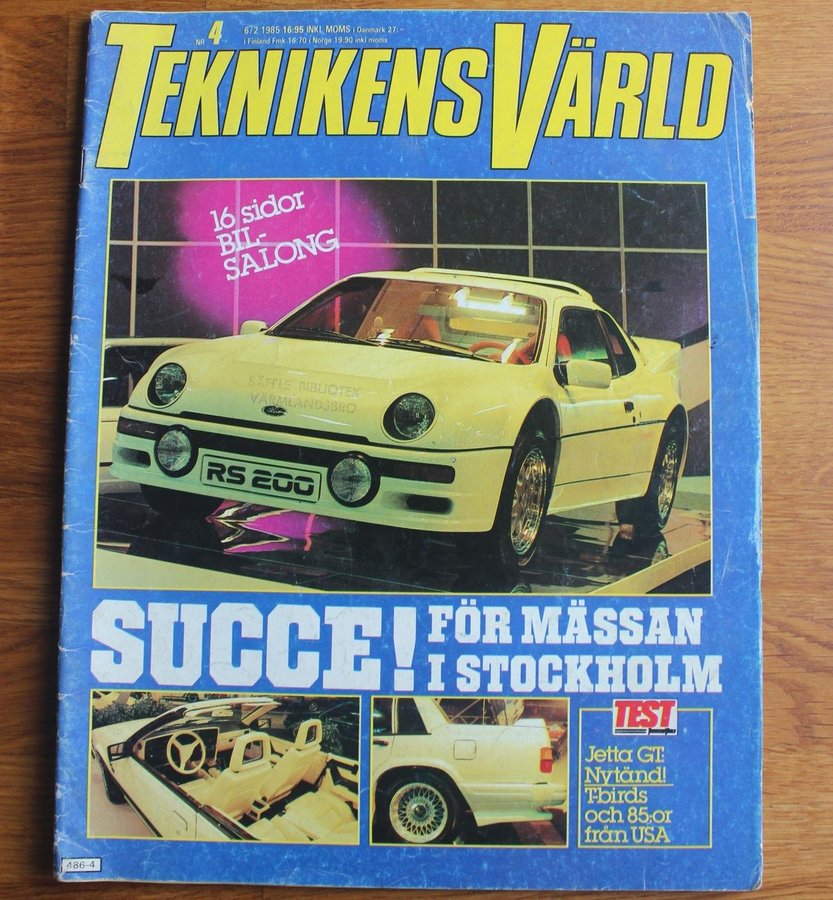 NR 4 6/2 1985 16:95 INKL MOMS i Danmark 27:-
i Finland Fmk 16:70 i Norge 19.90 inkl moms
TEKNIKENS VÄRLD
16 sidor
BIL-
SALONG
SÄFFLE BIBLIOTEK
VÄRMLANDSBRO
Ford
RS 200
SUCCE! FÖR MÄSSAN
I STOCKHOLM
TEST
Jetta GT:
Nytänd!
T-birds
och 85:or
från USA
486-4